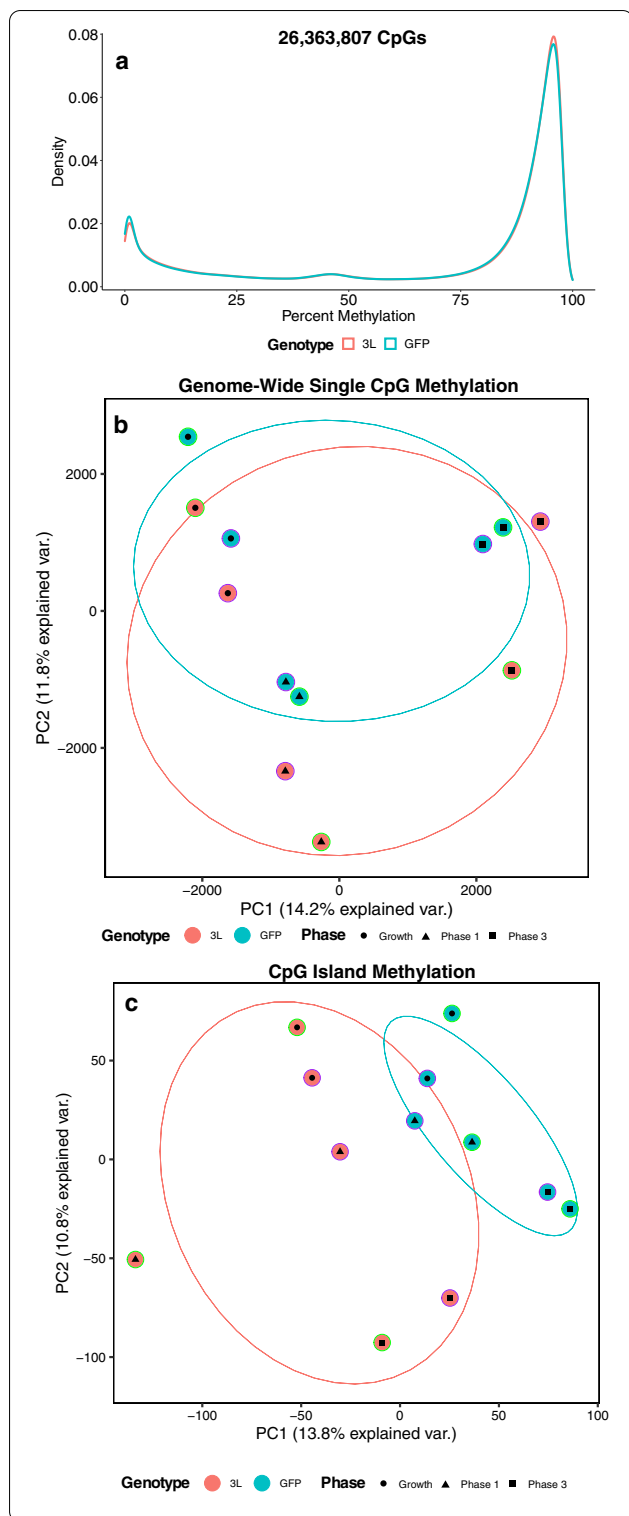 26,363,807 CpGs
a
0.08
0.06
0.04
0.02
0.00
Density
0 25 50 75 100
Percent Methylation
Genotype 3L GFP
Genome-Wide Single CpG Methylation
b
2000
0
−2000
PC2 (11.8% explained var.)
−2000 0 2000
PC1 (14.2% explained var.)
Genotype 3L GFP Phase Growth Phase 1 Phase 3
CpG Island Methylation
c
50
0
−50
−100
PC2 (10.8% explained var.)
−100 −50 0 50 100
PC1 (13.8% explained var.)
Genotype 3L GFP Phase Growth Phase 1 Phase 3